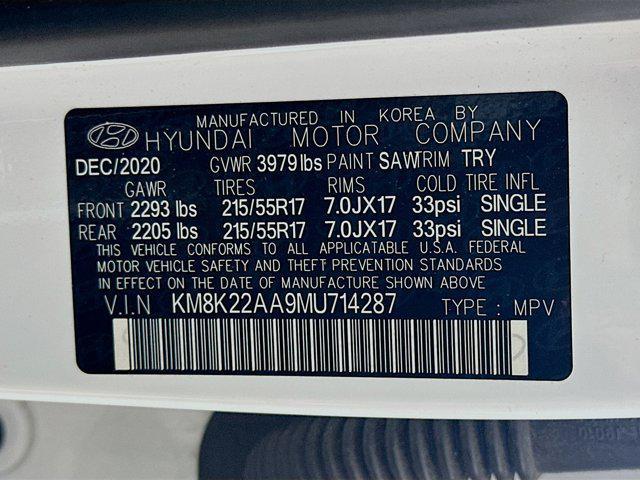 MANUFACTURED IN KOREA BY
HYUNDAI MOTOR COMPANY
DEC/2020 GVWR 3979 lbs PAINT SAW TRIM TRY
GAWR TIRES RIMS COLD TIRE INFL
FRONT 2293 lbs 215/55R17 7.0JX17 33psi SINGLE
REAR 2205 lbs 215/55R17 7.0JX17 33psi SINGLE
THIS VEHICLE CONFORMS TO ALL APPLICABLE U.S.A. FEDERAL
MOTOR VEHICLE SAFETY AND THEFT PREVENTION STANDARDS
IN EFFECT ON THE DATE OF MANUFACTURE SHOWN ABOVE
V.I.N KM8K22AA9MU714287 TYPE : MPV